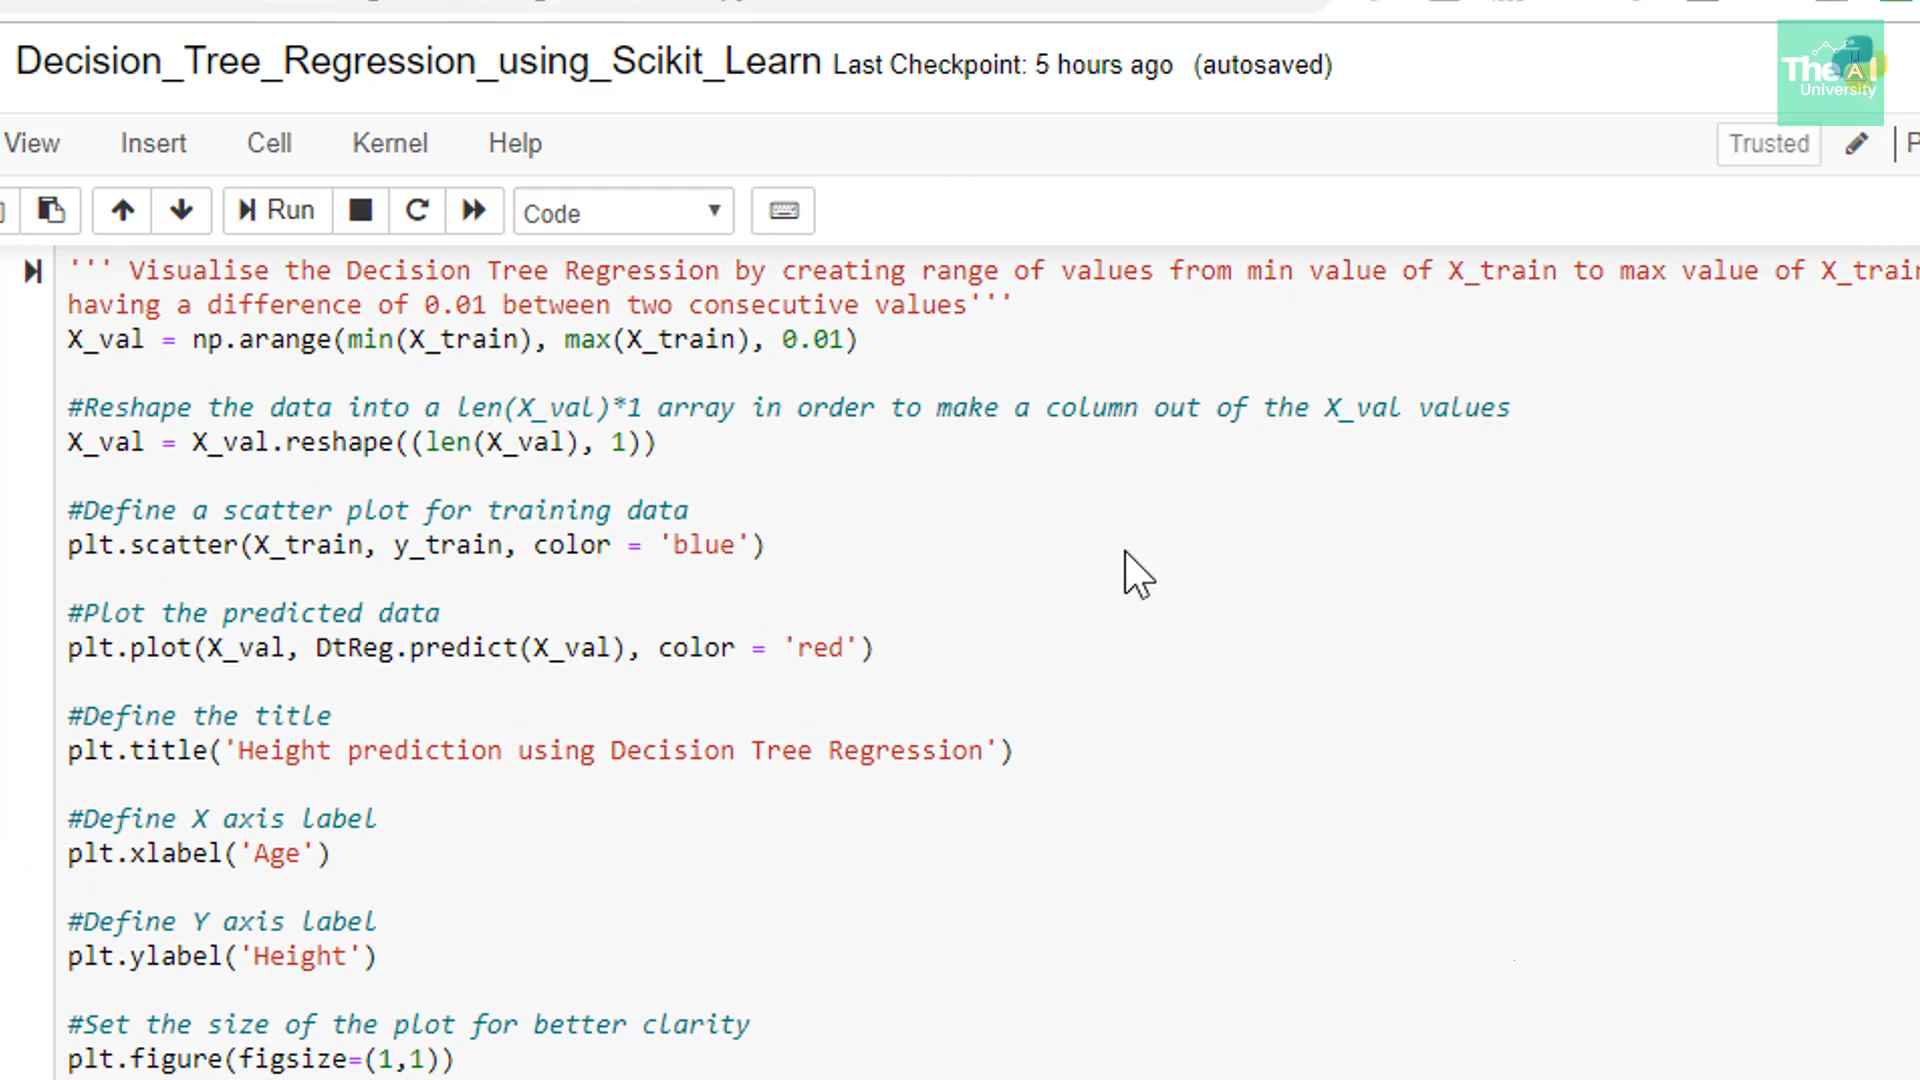 Decision_Tree_Regression_using_Scikit_Learn Last Checkpoint: 5 hours ago (autosaved)
The AI
University
View Insert Cell Kernel Help Trusted
Run Code
''' Visualise the Decision Tree Regression by creating range of values from min value of X_train to max value of X_train
having a difference of 0.01 between two consecutive values'''
X_val = np.arange(min(X_train), max(X_train), 0.01)
#Reshape the data into a len(X_val)*1 array in order to make a column out of the X_val values
X_val = X_val.reshape((len(X_val), 1))
#Define a scatter plot for training data
plt.scatter(X_train, y_train, color = 'blue')
#Plot the predicted data
plt.plot(X_val, DtReg.predict(X_val), color = 'red')
#Define the title
plt.title('Height prediction using Decision Tree Regression')
#Define X axis label
plt.xlabel('Age')
#Define Y axis label
plt.ylabel('Height')
#Set the size of the plot for better clarity
plt.figure(figsize=(1,1))